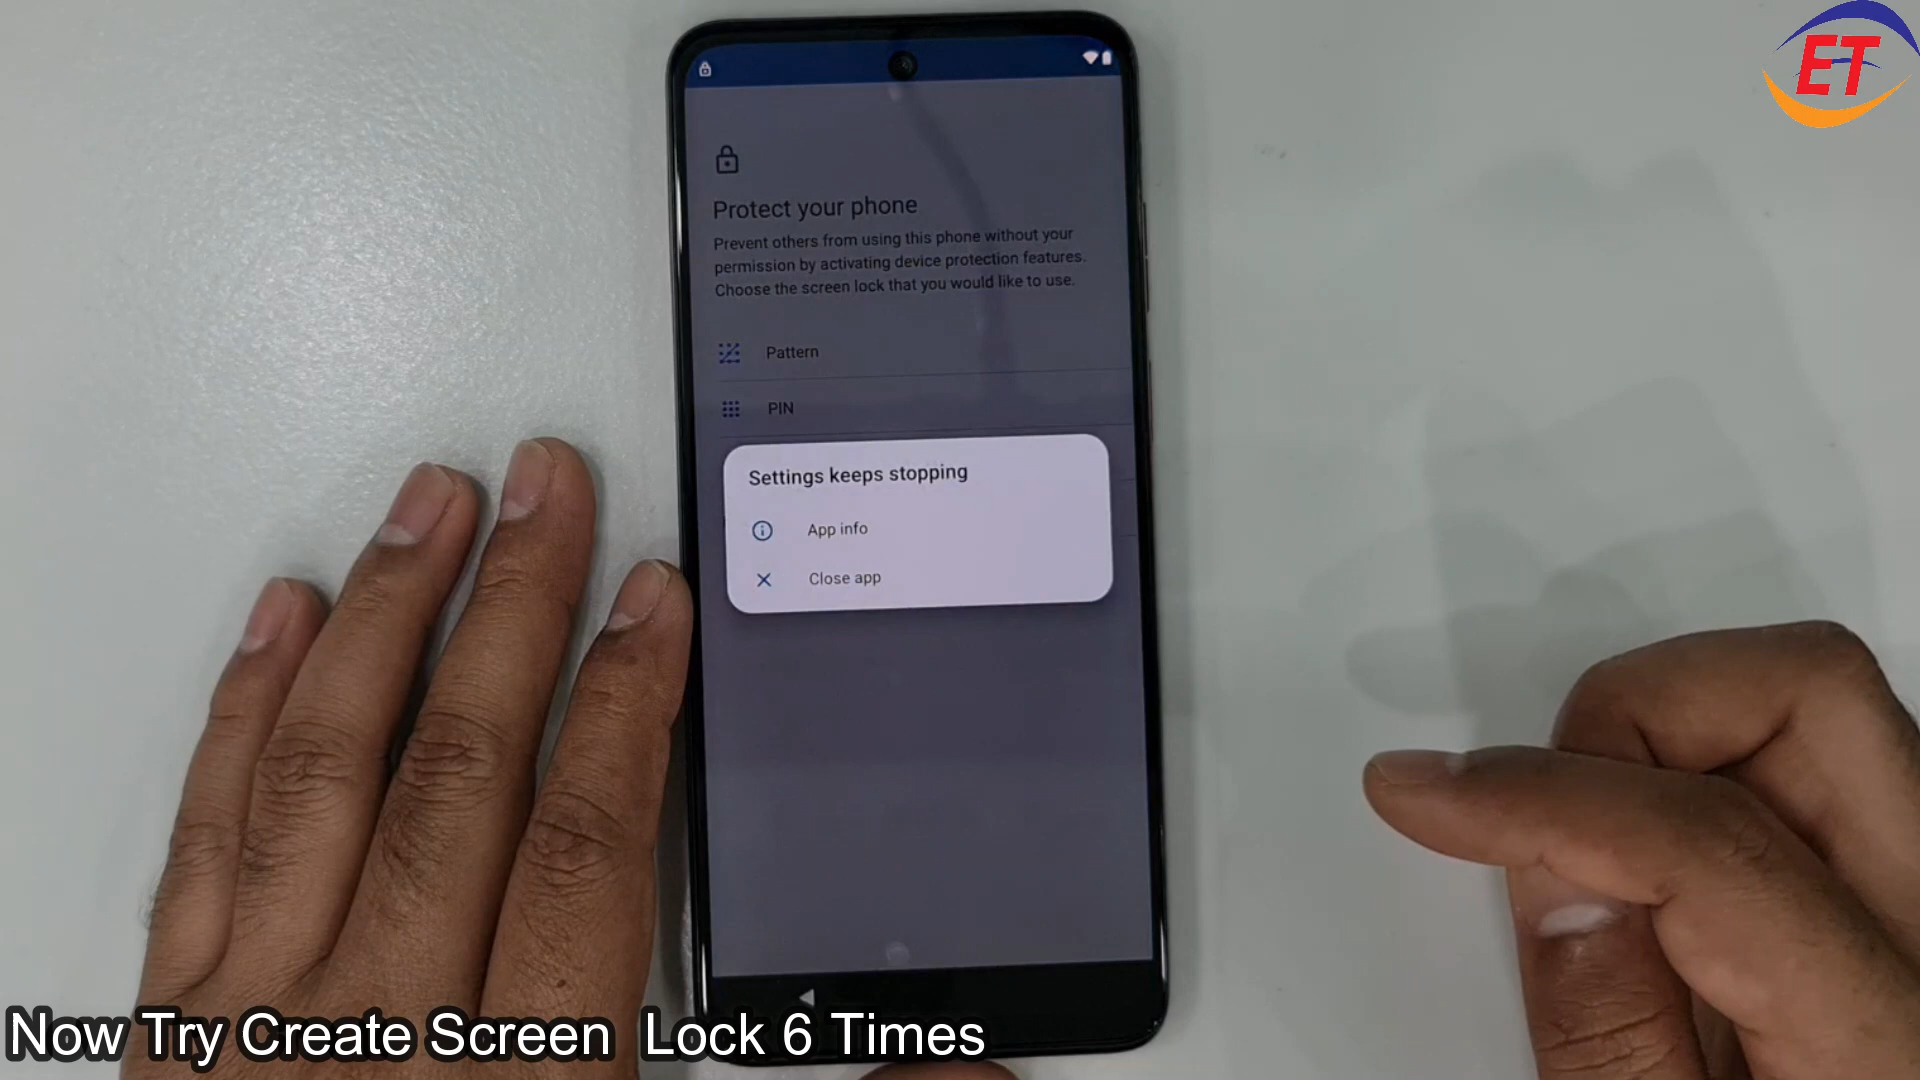 ET
Protect your phone
Prevent others from using this phone without your
permission by activating device protection features.
Choose the screen lock that you would like to use.
Pattern
PIN
Settings keeps stopping
App info
Close app
Now Try Create Screen Lock 6 Times